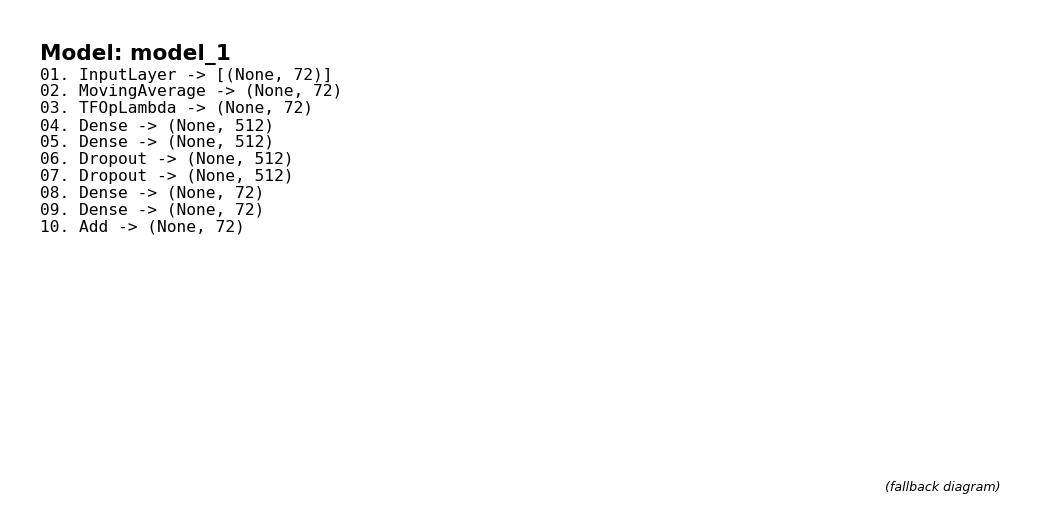 Model: model_1
01. InputLayer -> [(None, 72)]
02. MovingAverage -> (None, 72)
03. TFOpLambda -> (None, 72)
04. Dense -> (None, 512)
05. Dense -> (None, 512)
06. Dropout -> (None, 512)
07. Dropout -> (None, 512)
08. Dense -> (None, 72)
09. Dense -> (None, 72)
10. Add -> (None, 72)
(fallback diagram)